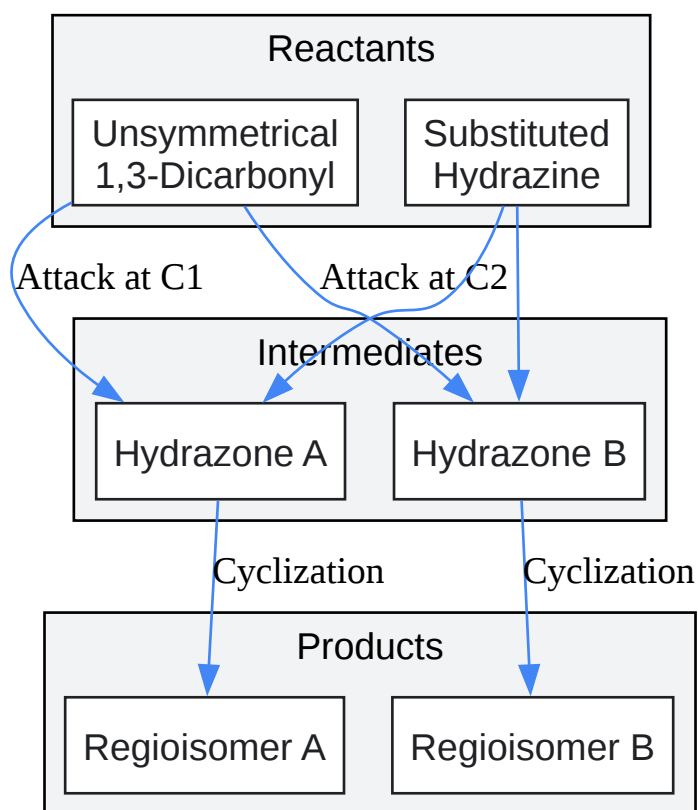 Reactants
Unsymmetrical
1,3-Dicarbonyl
Substituted
Hydrazine
Attack at C1
Attack at C2
Intermediates
Hydrazone A
Hydrazone B
Cyclization
Cyclization
Products
Regioisomer A
Regioisomer B